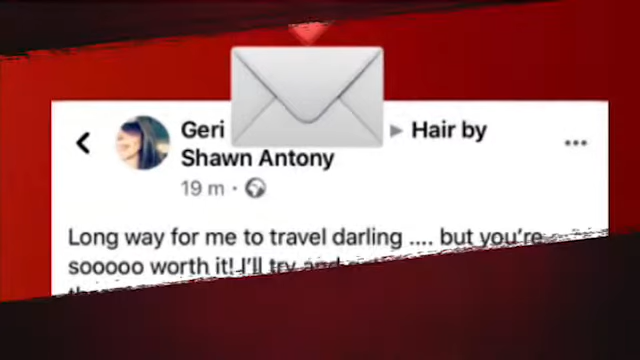 Geri Hair by
Shawn Antony
19 m
Long way for me to travel darling .... but you're
sooooo worth it! I'll try and